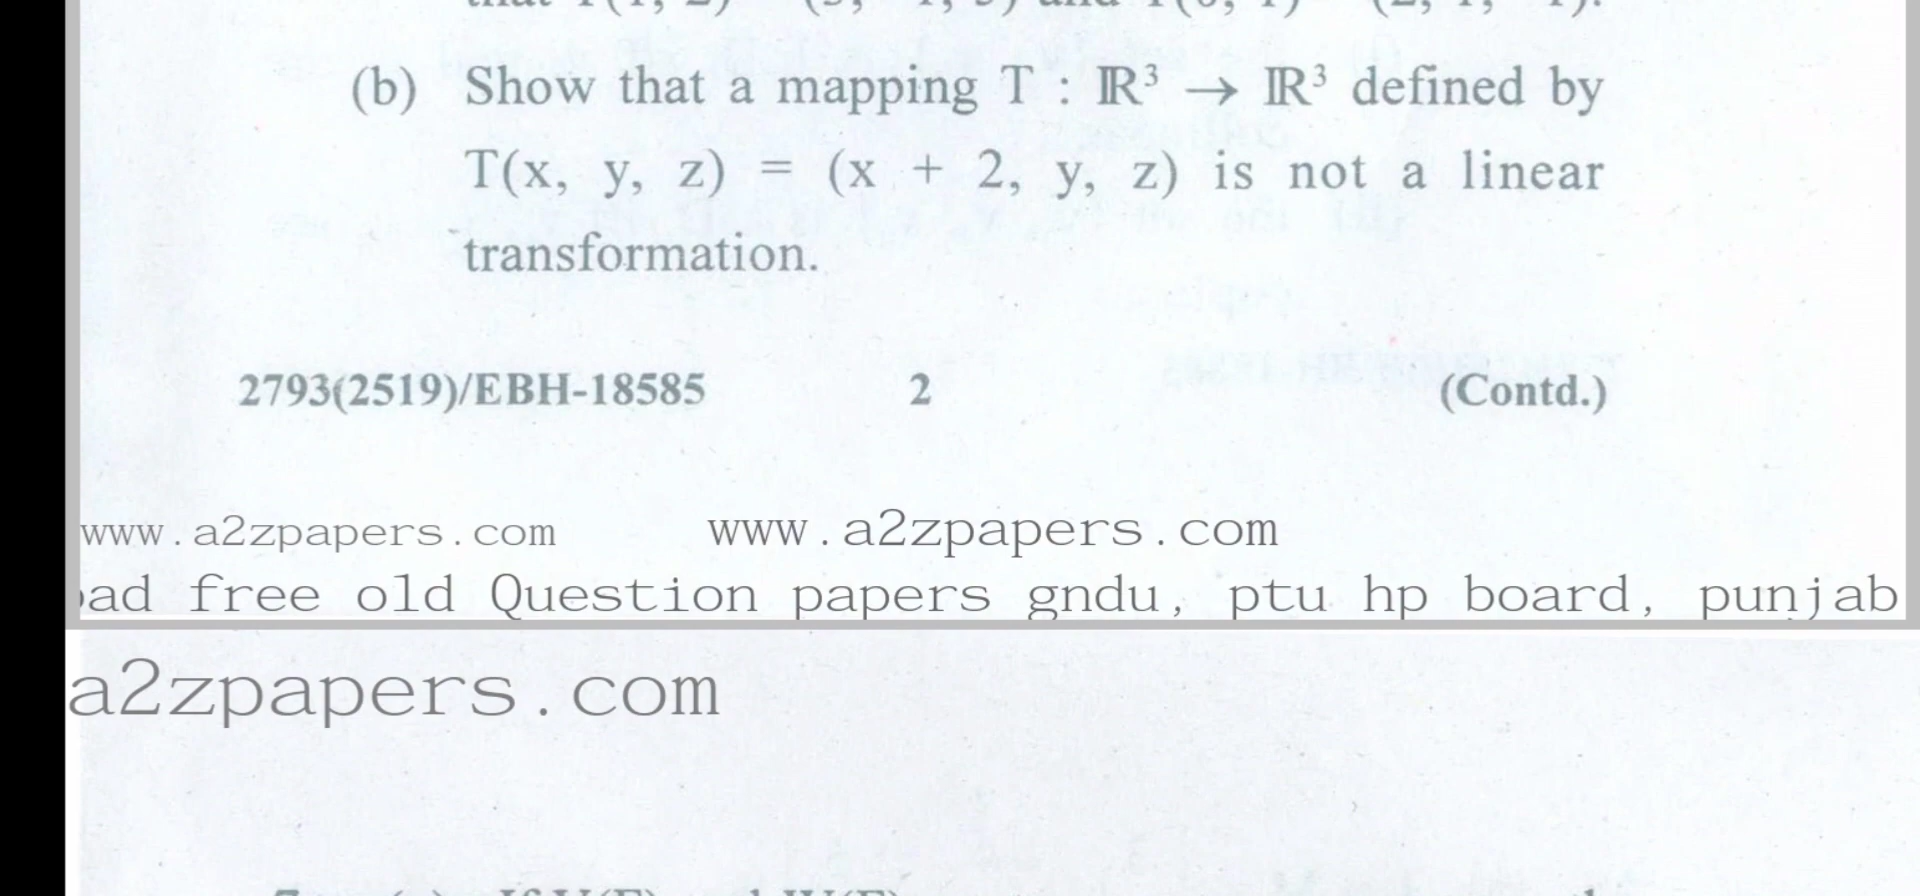 (b) Show that a mapping T : ℝ³ → ℝ³ defined by
T(x, y, z) = (x + 2, y, z) is not a linear
transformation.
2793(2519)/EBH-18585 2 (Contd.)
www.a2zpapers.com www.a2zpapers.com
ad free old Question papers gndu, ptu hp board, punjab
a2zpapers.com